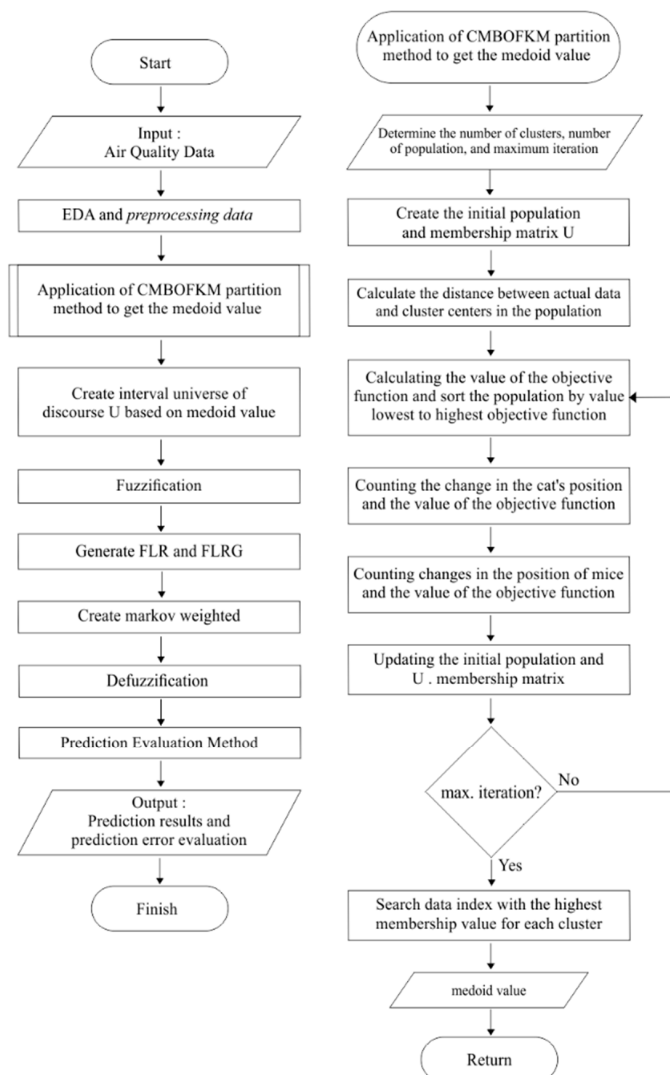 Start
Input :
Air Quality Data
EDA and preprocessing data
Application of CMBOFKM partition
method to get the medoid value
Create interval universe of
discourse U based on medoid value
Fuzzification
Generate FLR and FLRG
Create markov weighted
Defuzzification
Prediction Evaluation Method
Output :
Prediction results and
prediction error evaluation
Finish
Application of CMBOFKM partition
method to get the medoid value
Determine the number of clusters, number
of population, and maximum iteration
Create the initial population
and membership matrix U
Calculate the distance between actual data
and cluster centers in the population
Calculating the value of the objective
function and sort the population by value
lowest to highest objective function
Counting the change in the cat's position
and the value of the objective function
Counting changes in the position of mice
and the value of the objective function
Updating the initial population and
U . membership matrix
max. iteration?
No
Yes
Search data index with the highest
membership value for each cluster
medoid value
Return